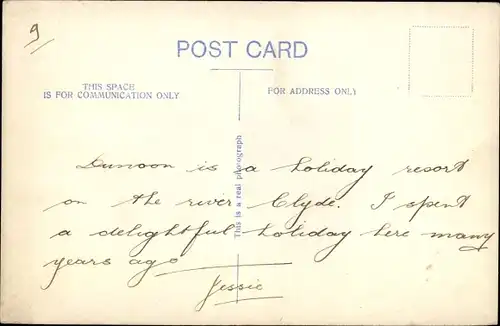 9
POST CARD
THIS SPACE
IS FOR COMMUNICATION ONLY
FOR ADDRESS ONLY
This is a real photograph
Dunoon is a holiday resort
on the river Clyde. I spent
a delightful holiday here many
years ago
Jessie